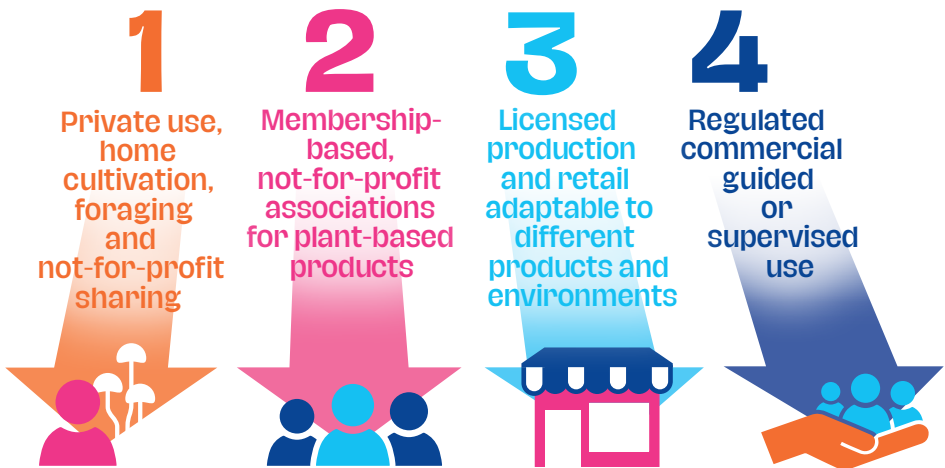 1
Private use,
home
cultivation,
foraging
and
not-for-profit
sharing
2
Membership-
based,
not-for-profit
associations
for plant-based
products
3
Licensed
production
and retail
adaptable to
different
products and
environments
4
Regulated
commercial
guided
or
supervised
use